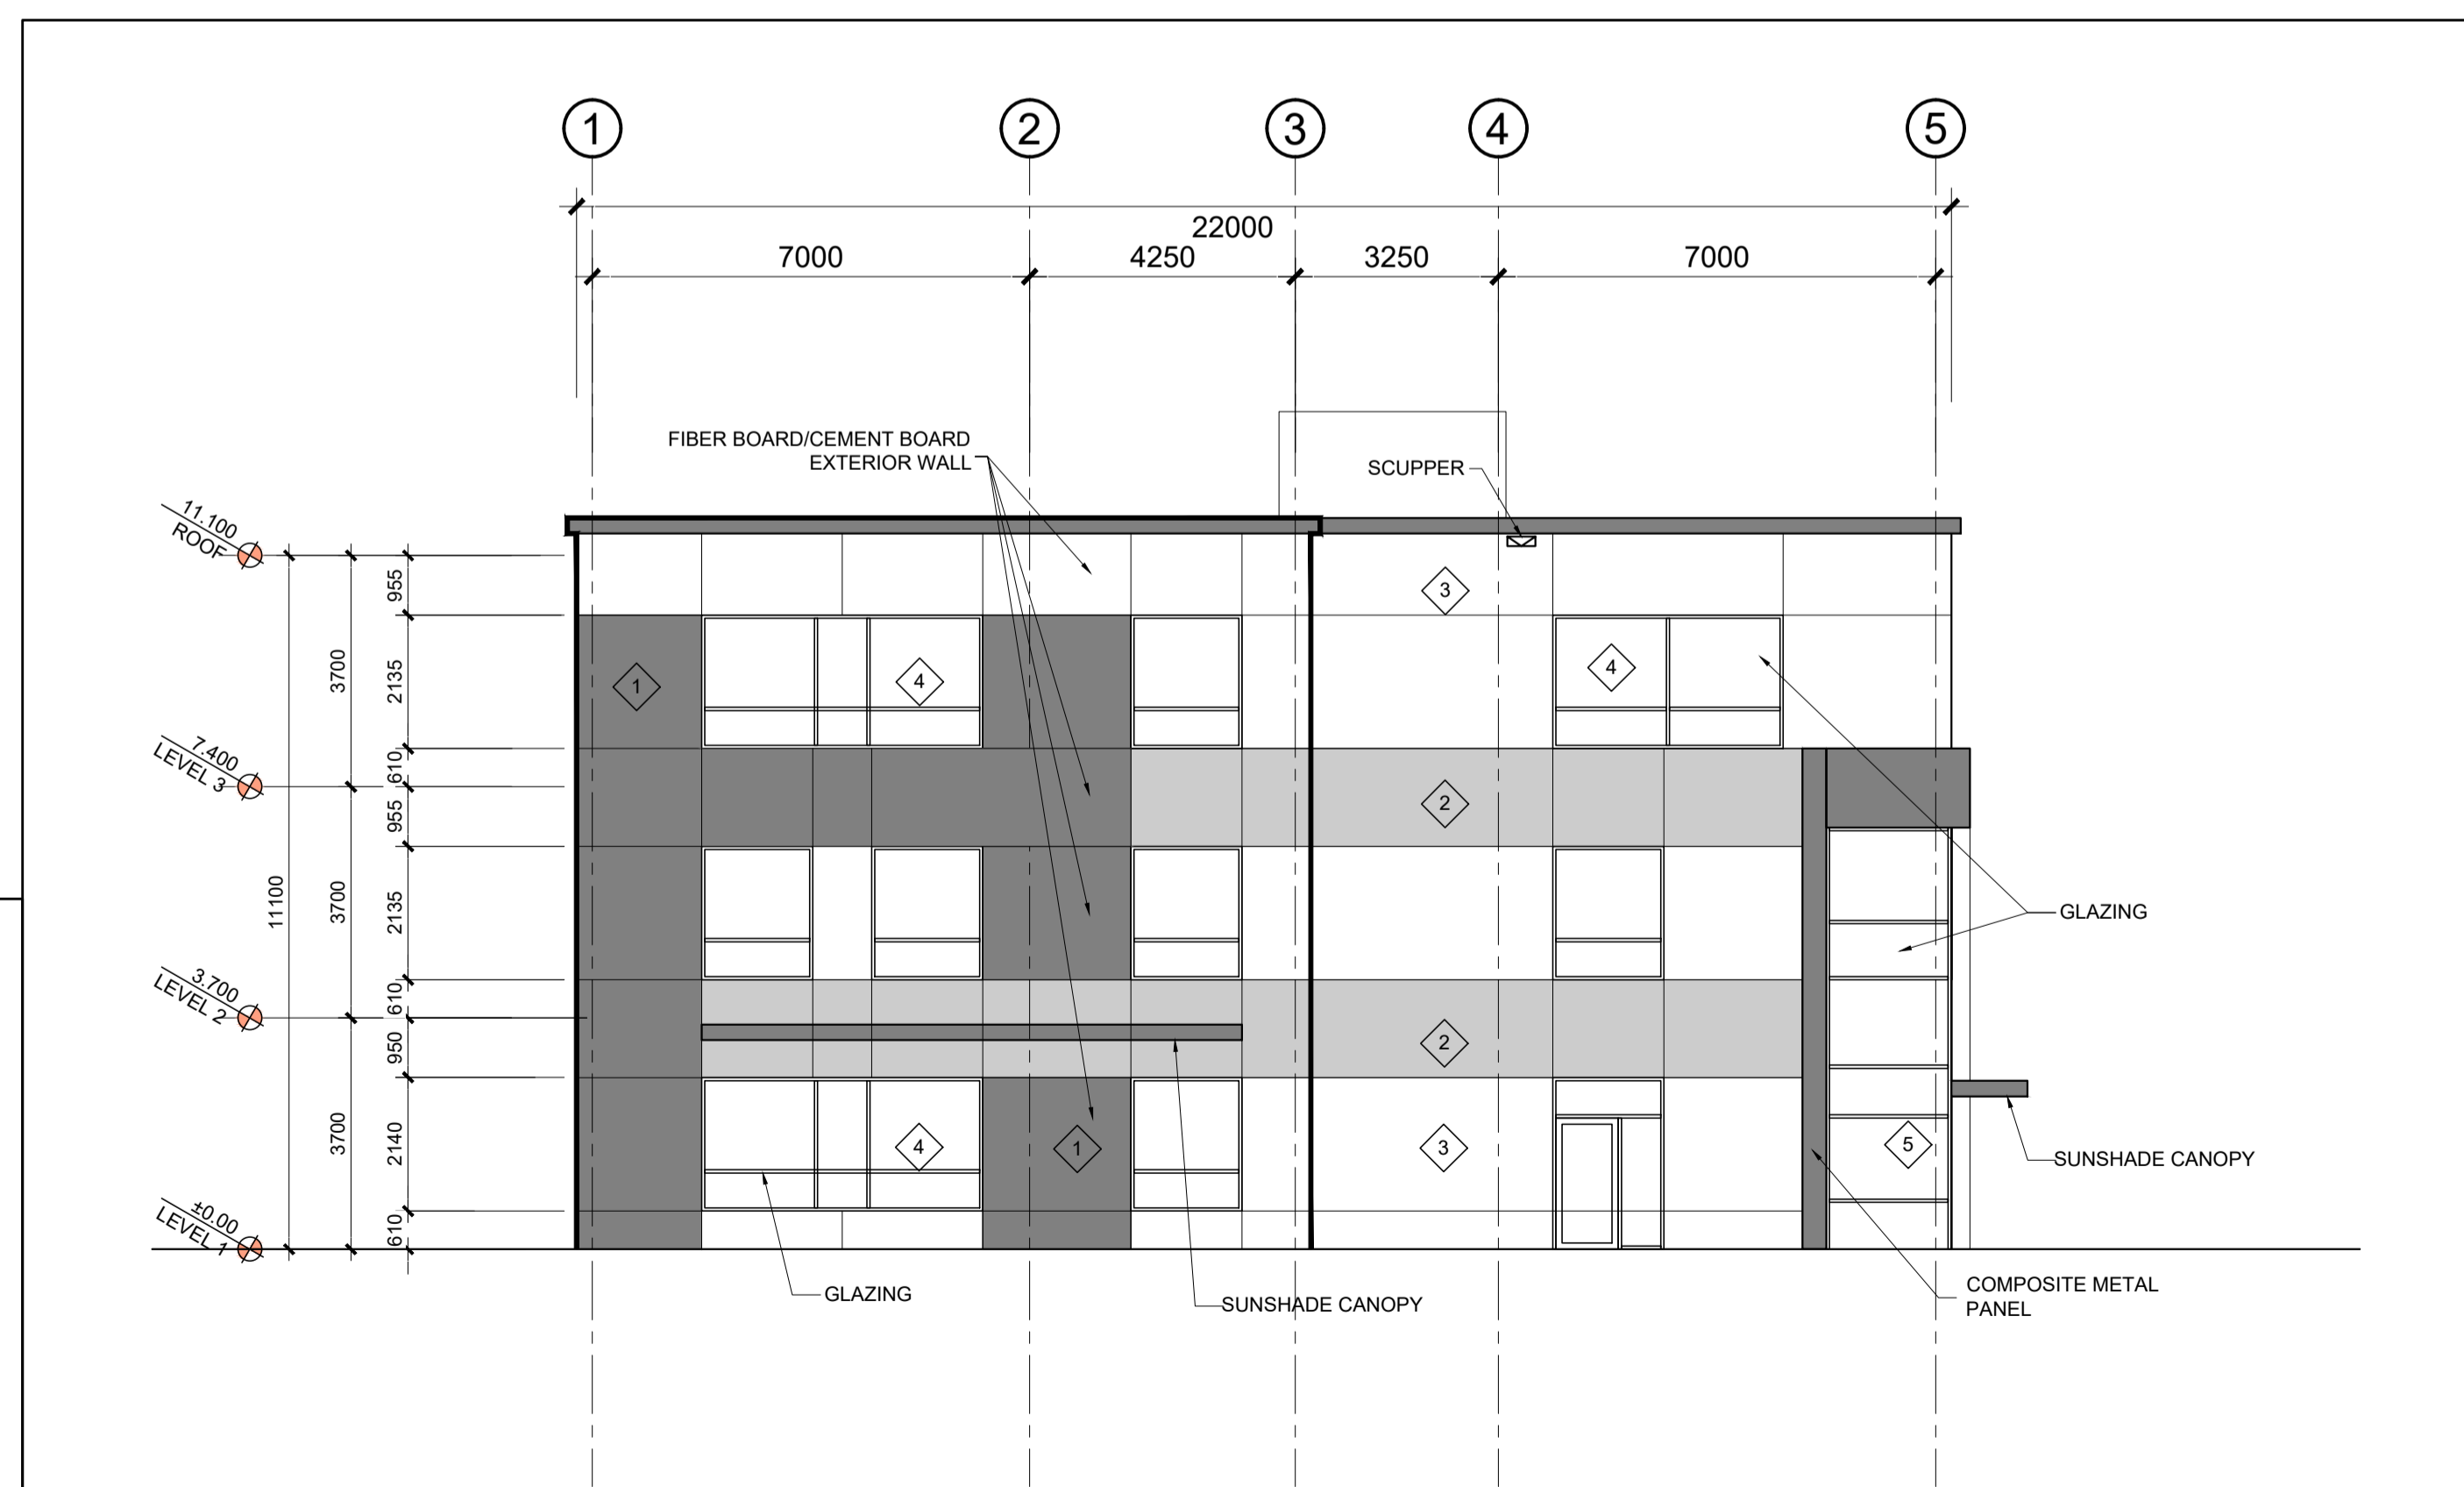 1 2 3 4 5
22000
7000 4250 3250 7000
FIBER BOARD/CEMENT BOARD
EXTERIOR WALL
SCUPPER
11.100
ROOF
955
3
3700
2135
1
4
4
7.400
LEVEL 3
610
2
955
11100
3700
2135
GLAZING
3.700
LEVEL 2
610
950
2
3700
2140
4
1
3
5
SUNSHADE CANOPY
±0.00
LEVEL 1
610
GLAZING
SUNSHADE CANOPY
COMPOSITE METAL
PANEL